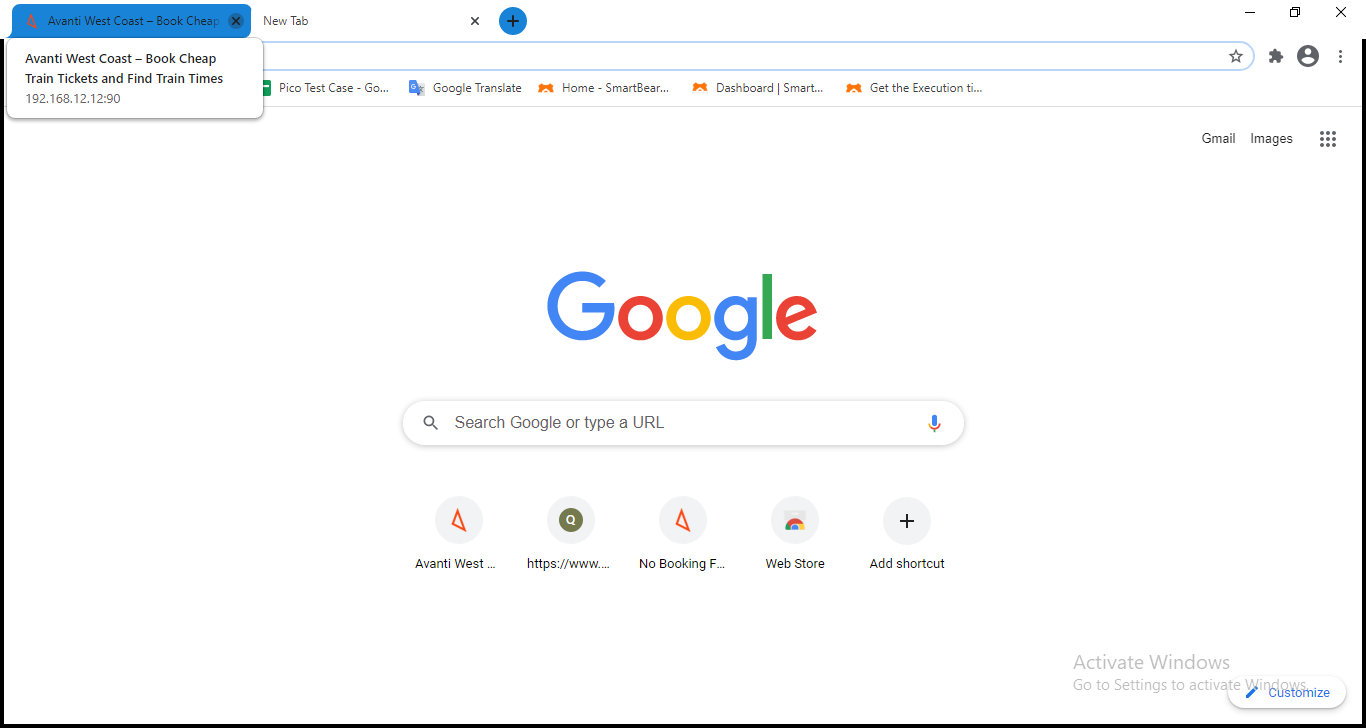 Avanti West Coast – Book Cheap
New Tab
Avanti West Coast – Book Cheap
Train Tickets and Find Train Times
192.168.12.12:90
Pico Test Case - Go...
Google Translate
Home - SmartBear...
Dashboard | Smart...
Get the Execution ti...
Gmail
Images
Google
Search Google or type a URL
Q
Avanti West ...
https://www....
No Booking F...
Web Store
Add shortcut
Activate Windows
Go to Settings to activate Windows.
Customize